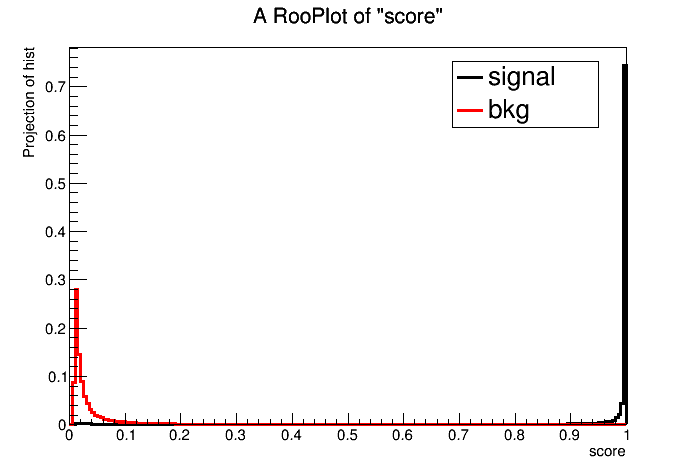 A RooPlot of "score"
Projection of hist
signal
bkg
0.7
0.6
0.5
0.4
0.3
0.2
0.1
0
0 0.1 0.2 0.3 0.4 0.5 0.6 0.7 0.8 0.9 1
score